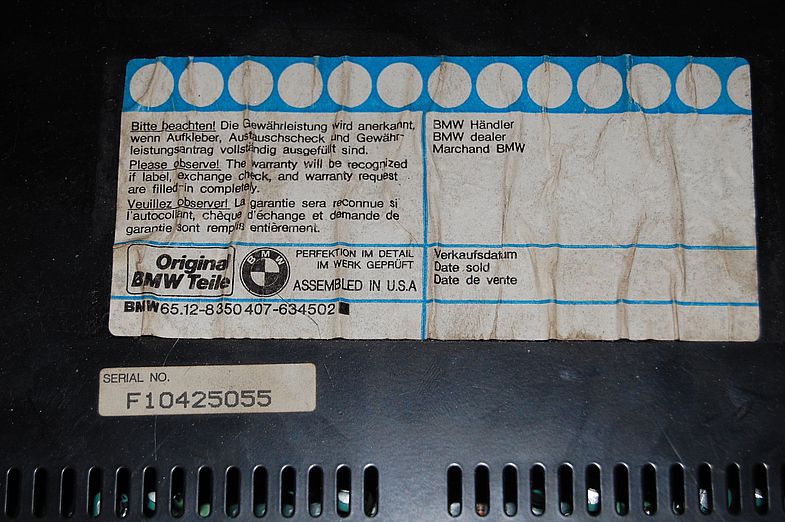 Bitte beachten! Die Gewährleistung wird anerkannt,
wenn Aufkleber, Austauschscheck und Gewähr-
leistungsantrag vollständig ausgefüllt sind.
Please observe! The warranty will be recognized
if label, exchange check, and warranty request
are filled-in completely.
Veuillez observer! La garantie sera reconnue si
l'autocollant, chèque d'échange et demande de
garantie sont remplis entièrement.
BMW Händler
BMW dealer
Marchand BMW
Original
BMW Teile
BMW
PERFEKTION IM DETAIL
IM WERK GEPRÜFT
ASSEMBLED IN U.S.A
Verkaufsdatum
Date sold
Date de vente
BMW 65.12-8350407-634502
SERIAL NO.
F10425055